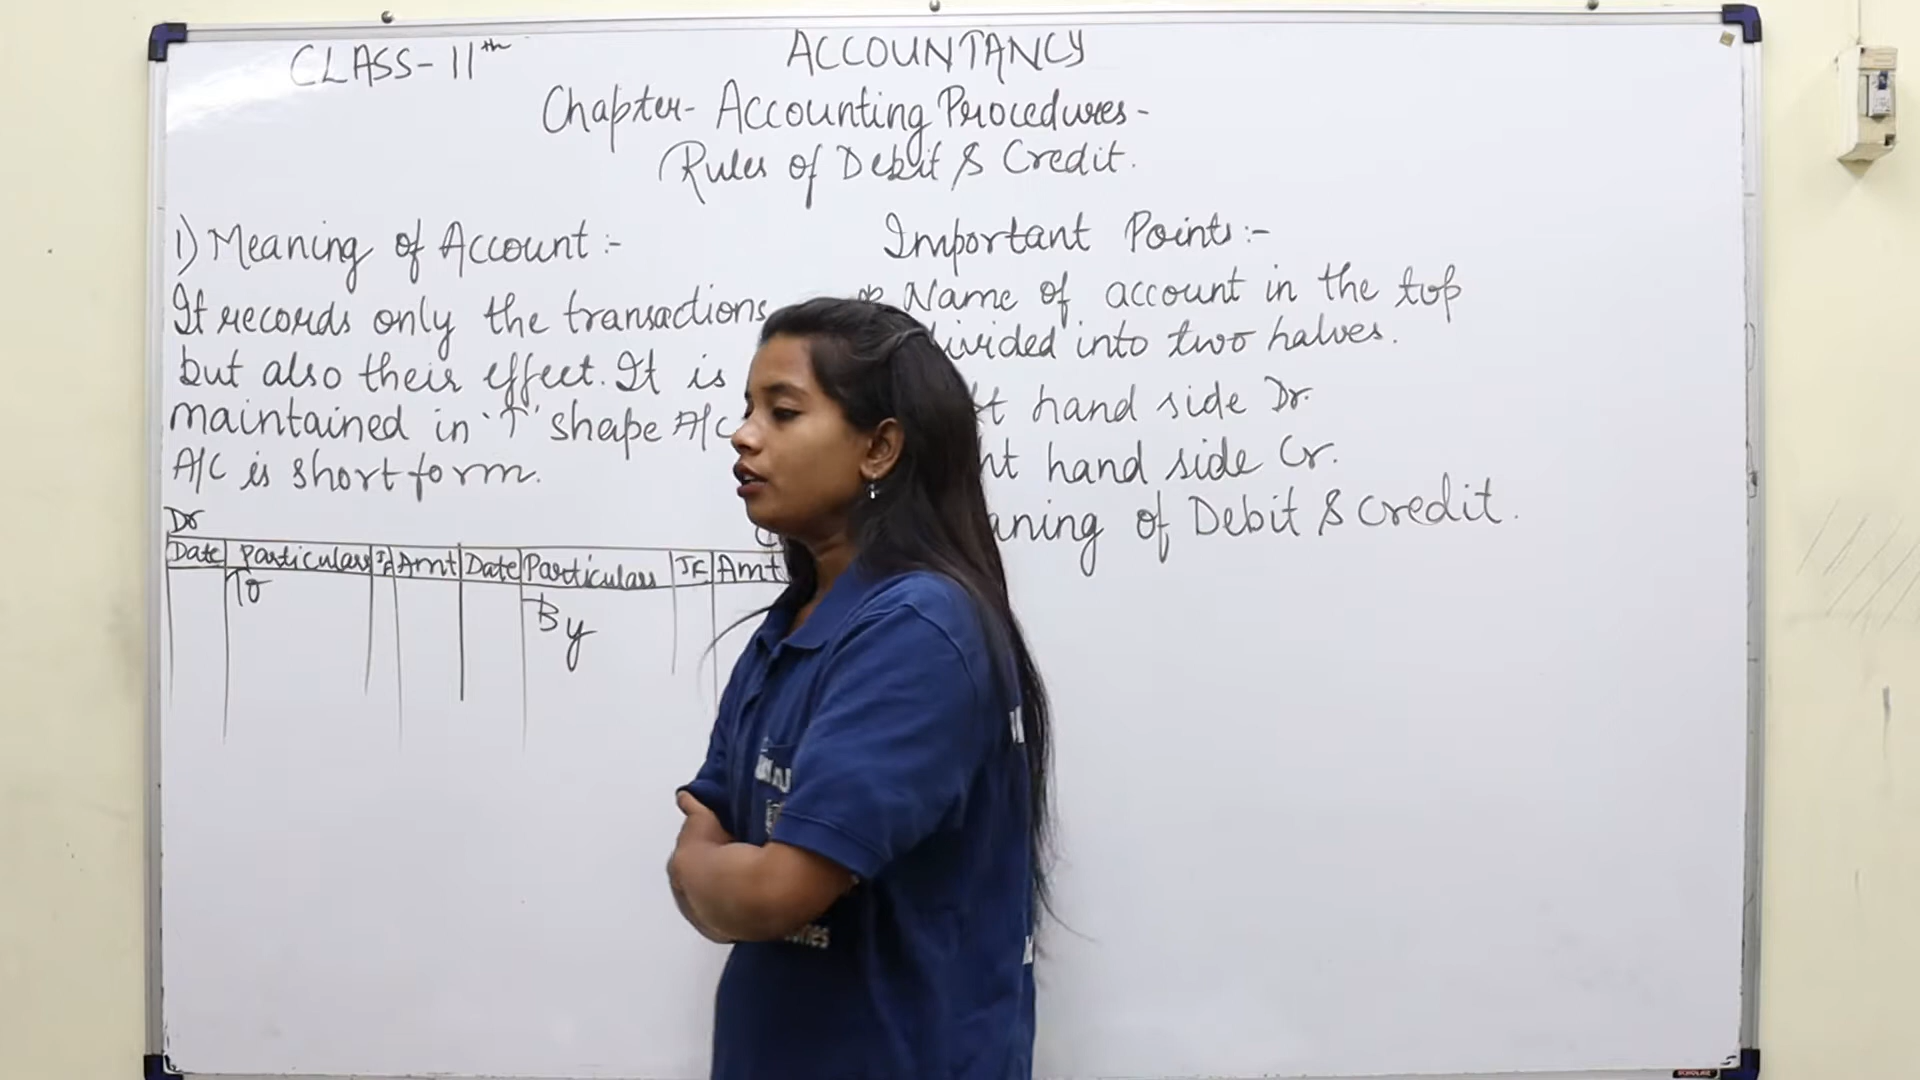 CLASS-11th
ACCOUNTANCY
Chapter- Accounting Procedures-
Rules of Debit & Credit.
1) Meaning of Account :-
It records only the transactions
but also their effect. It is
maintained in 'T' shape A/C
A/C is short form.
Dr
Date Particulars JF Amt Date Particulars JF Amt
To
By
Important Points :-
Name of account in the top
divided into two halves.
hand side Dr.
hand side Cr.
of Debit & Credit.